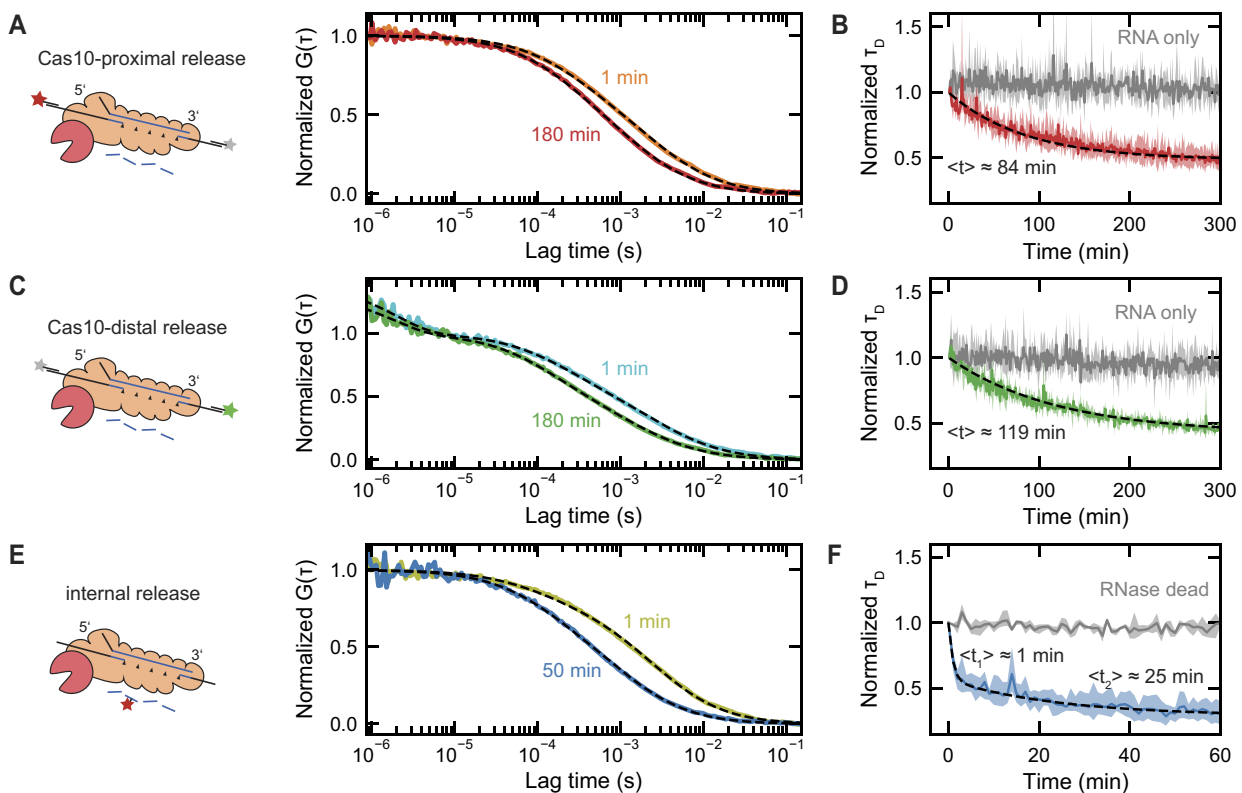 A
Cas10-proximal release
5‘
3‘
Normalized G(τ)
1.0
0.5
0.0
1 min
180 min
10⁻⁶ 10⁻⁵ 10⁻⁴ 10⁻³ 10⁻² 10⁻¹
Lag time (s)
B
Normalized τD
1.5
1.0
0.5
RNA only
<t> ≈ 84 min
0 100 200 300
Time (min)
C
Cas10-distal release
5‘
3‘
Normalized G(τ)
1.0
0.5
0.0
1 min
180 min
10⁻⁶ 10⁻⁵ 10⁻⁴ 10⁻³ 10⁻² 10⁻¹
Lag time (s)
D
Normalized τD
1.5
1.0
0.5
RNA only
<t> ≈ 119 min
0 100 200 300
Time (min)
E
internal release
5‘
3‘
Normalized G(τ)
1.0
0.5
0.0
1 min
50 min
10⁻⁶ 10⁻⁵ 10⁻⁴ 10⁻³ 10⁻² 10⁻¹
Lag time (s)
F
Normalized τD
1.5
1.0
0.5
RNase dead
<t₁> ≈ 1 min
<t₂> ≈ 25 min
0 20 40 60
Time (min)